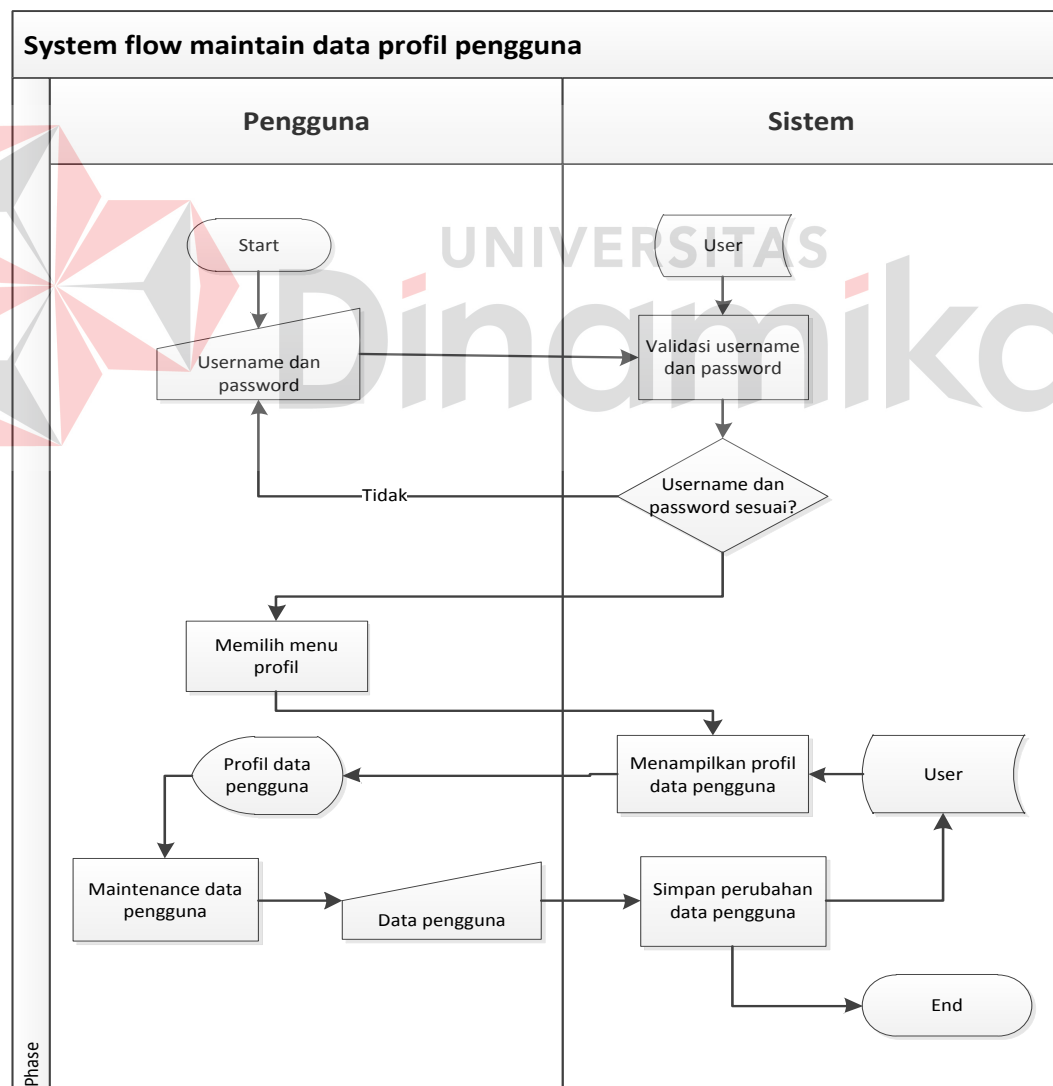 System flow maintain data profil pengguna
Pengguna
Sistem
Start
User
UNIVERSITAS
Dinamika
Username dan
password
Validasi username
dan password
Username dan
password sesuai?
Tidak
Memilih menu
profil
Profil data
pengguna
Menampilkan profil
data pengguna
User
Maintenance data
pengguna
Data pengguna
Simpan perubahan
data pengguna
End
Phase